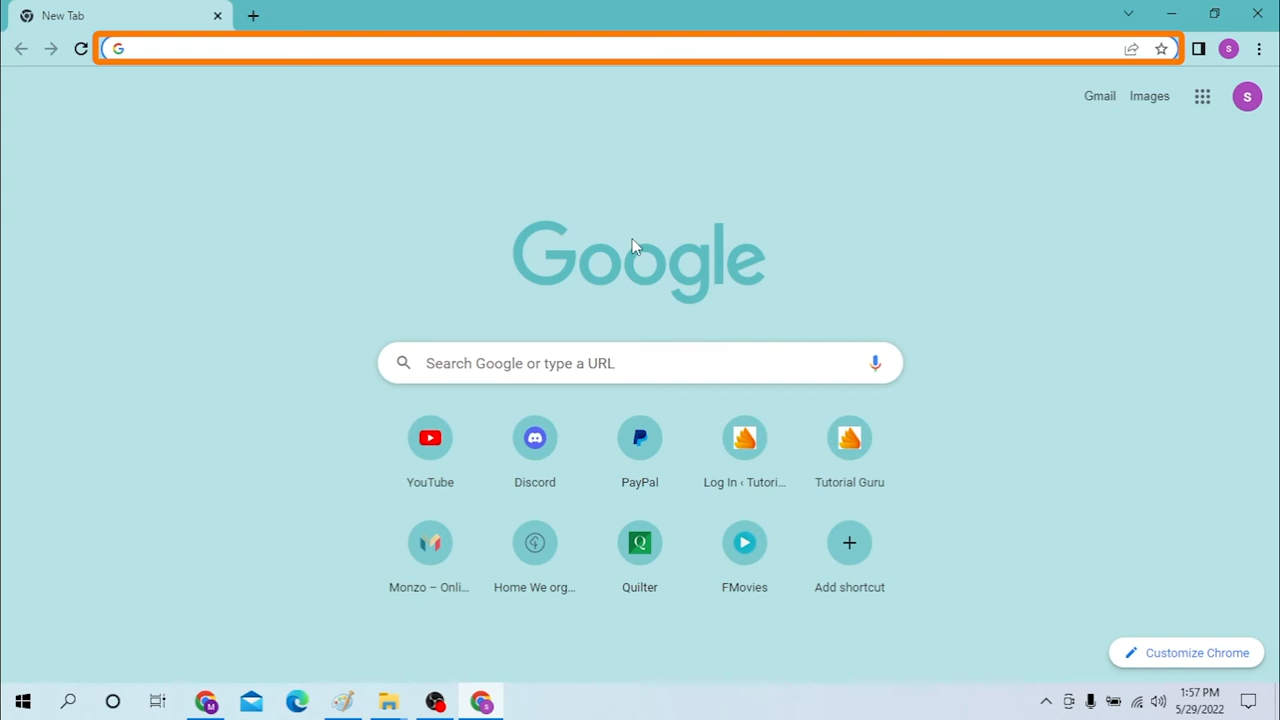 New Tab
Gmail Images
S
Google
Search Google or type a URL
YouTube
Discord
PayPal
Log In ‹ Tutori...
Tutorial Guru
Monzo – Onli...
Home We org...
Quilter
FMovies
Add shortcut
Customize Chrome
1:57 PM
5/29/2022